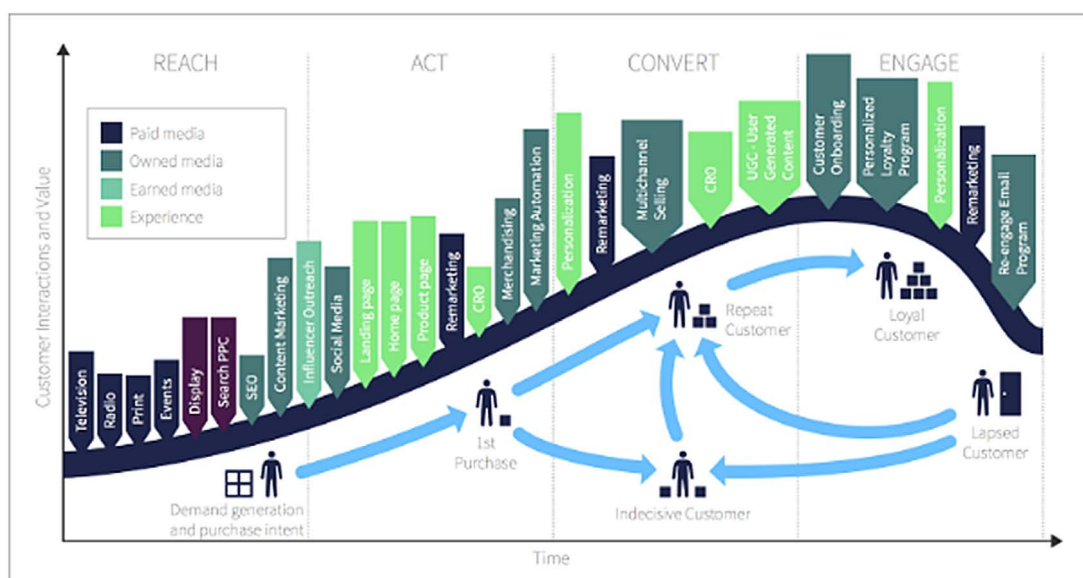 REACH
ACT
CONVERT
ENGAGE
Paid media
Owned media
Earned media
Experience
Customer Interactions and Value
Television
Radio
Print
Events
Display
Search PPC
SEO
Content Marketing
Influencer Outreach
Social Media
Landing page
Home page
Product page
Remarketing
CRO
Merchandising
Marketing Automation
Personalization
Remarketing
Multichannel
Selling
CRO
UGC - User
Generated
Content
Customer
Onboarding
Personalized
Loyalty
Program
Personalization
Remarketing
Re-engage Email
Program
Demand generation
and purchase intent
1st
Purchase
Indecisive Customer
Repeat
Customer
Loyal
Customer
Lapsed
Customer
Time